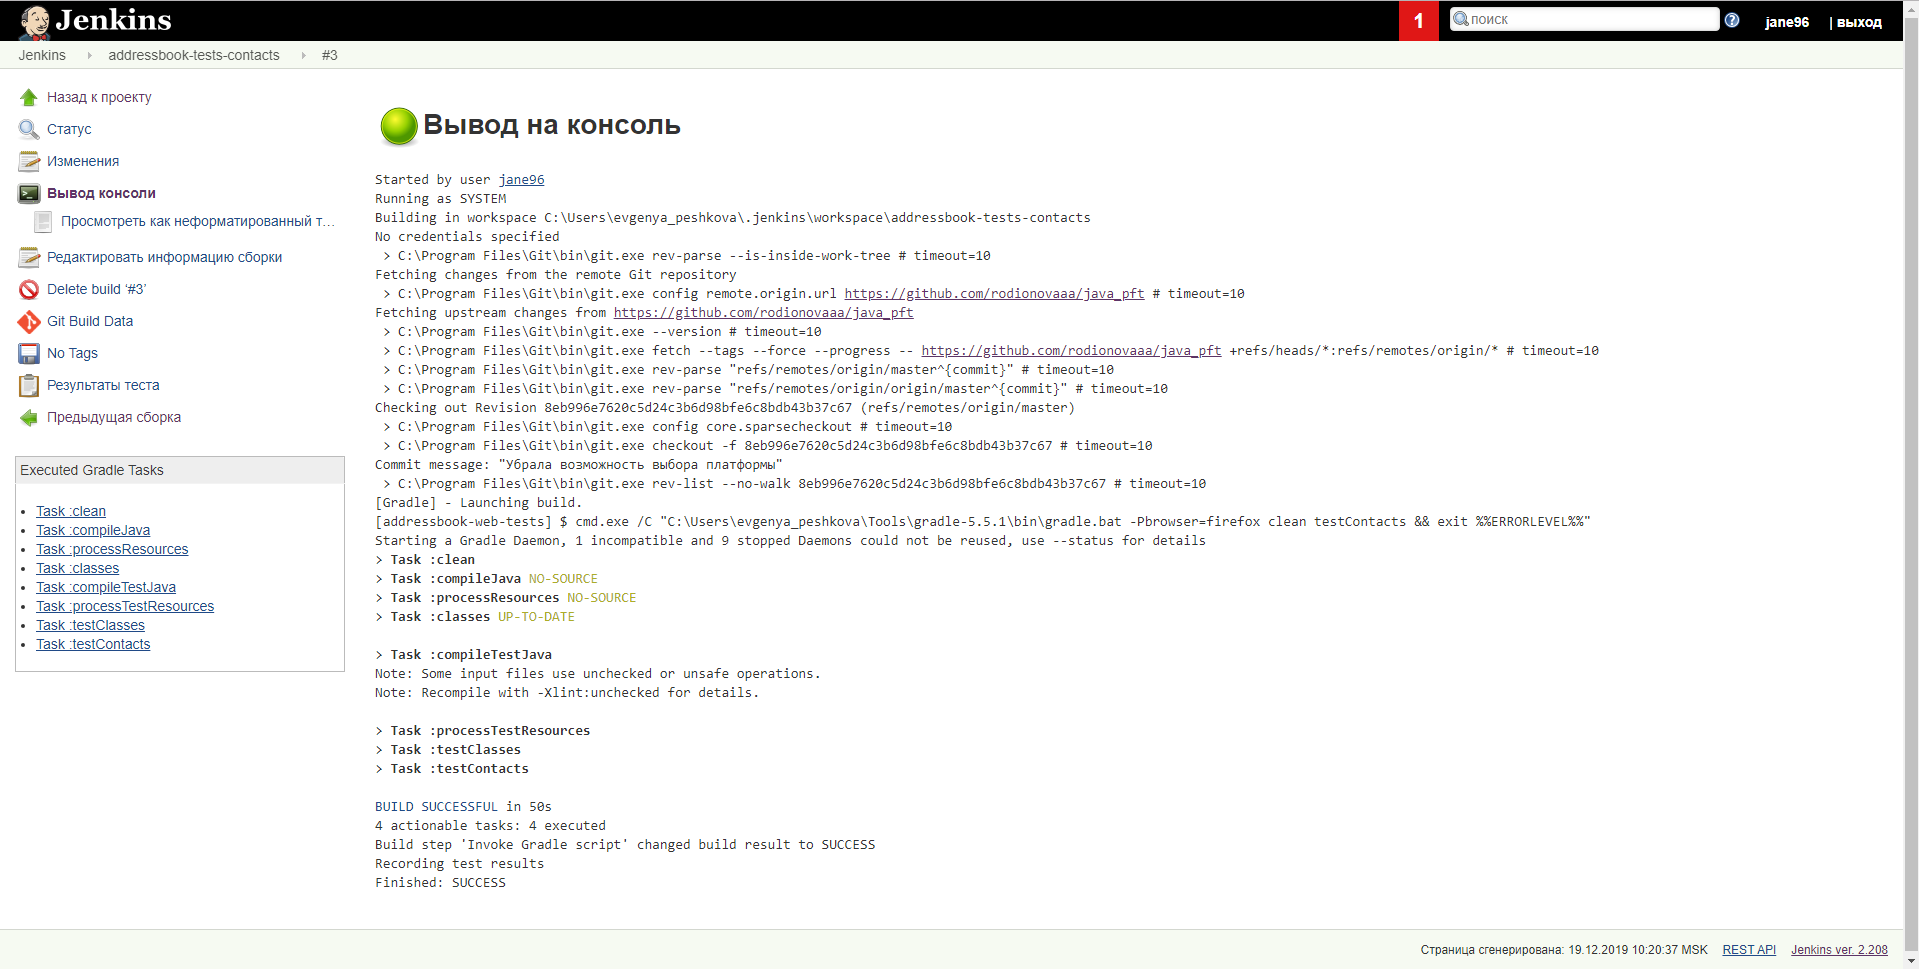 Jenkins
1
поиск
jane96
| выход
Jenkins
addressbook-tests-contacts
#3
Назад к проекту
Статус
Изменения
Вывод консоли
Просмотреть как неформатированный т...
Редактировать информацию сборки
Delete build ‘#3’
Git Build Data
No Tags
Результаты теста
Предыдущая сборка
Executed Gradle Tasks
Task :clean
Task :compileJava
Task :processResources
Task :classes
Task :compileTestJava
Task :processTestResources
Task :testClasses
Task :testContacts
Вывод на консоль
Started by user jane96
Running as SYSTEM
Building in workspace C:\Users\evgenya_peshkova\.jenkins\workspace\addressbook-tests-contacts
No credentials specified
> C:\Program Files\Git\bin\git.exe rev-parse --is-inside-work-tree # timeout=10
Fetching changes from the remote Git repository
> C:\Program Files\Git\bin\git.exe config remote.origin.url https://github.com/rodionovaaa/java_pft # timeout=10
Fetching upstream changes from https://github.com/rodionovaaa/java_pft
> C:\Program Files\Git\bin\git.exe --version # timeout=10
> C:\Program Files\Git\bin\git.exe fetch --tags --force --progress -- https://github.com/rodionovaaa/java_pft +refs/heads/*:refs/remotes/origin/* # timeout=10
> C:\Program Files\Git\bin\git.exe rev-parse "refs/remotes/origin/master^{commit}" # timeout=10
> C:\Program Files\Git\bin\git.exe rev-parse "refs/remotes/origin/origin/master^{commit}" # timeout=10
Checking out Revision 8eb996e7620c5d24c3b6d98bfe6c8bdb43b37c67 (refs/remotes/origin/master)
> C:\Program Files\Git\bin\git.exe config core.sparsecheckout # timeout=10
> C:\Program Files\Git\bin\git.exe checkout -f 8eb996e7620c5d24c3b6d98bfe6c8bdb43b37c67 # timeout=10
Commit message: "Убрала возможность выбора платформы"
> C:\Program Files\Git\bin\git.exe rev-list --no-walk 8eb996e7620c5d24c3b6d98bfe6c8bdb43b37c67 # timeout=10
[Gradle] - Launching build.
[addressbook-web-tests] $ cmd.exe /C "C:\Users\evgenya_peshkova\Tools\gradle-5.5.1\bin\gradle.bat -Pbrowser=firefox clean testContacts && exit %%ERRORLEVEL%%"
Starting a Gradle Daemon, 1 incompatible and 9 stopped Daemons could not be reused, use --status for details
> Task :clean
> Task :compileJava NO-SOURCE
> Task :processResources NO-SOURCE
> Task :classes UP-TO-DATE
> Task :compileTestJava
Note: Some input files use unchecked or unsafe operations.
Note: Recompile with -Xlint:unchecked for details.
> Task :processTestResources
> Task :testClasses
> Task :testContacts
BUILD SUCCESSFUL in 50s
4 actionable tasks: 4 executed
Build step 'Invoke Gradle script' changed build result to SUCCESS
Recording test results
Finished: SUCCESS
Страница сгенерирована: 19.12.2019 10:20:37 MSK
REST API
Jenkins ver. 2.208